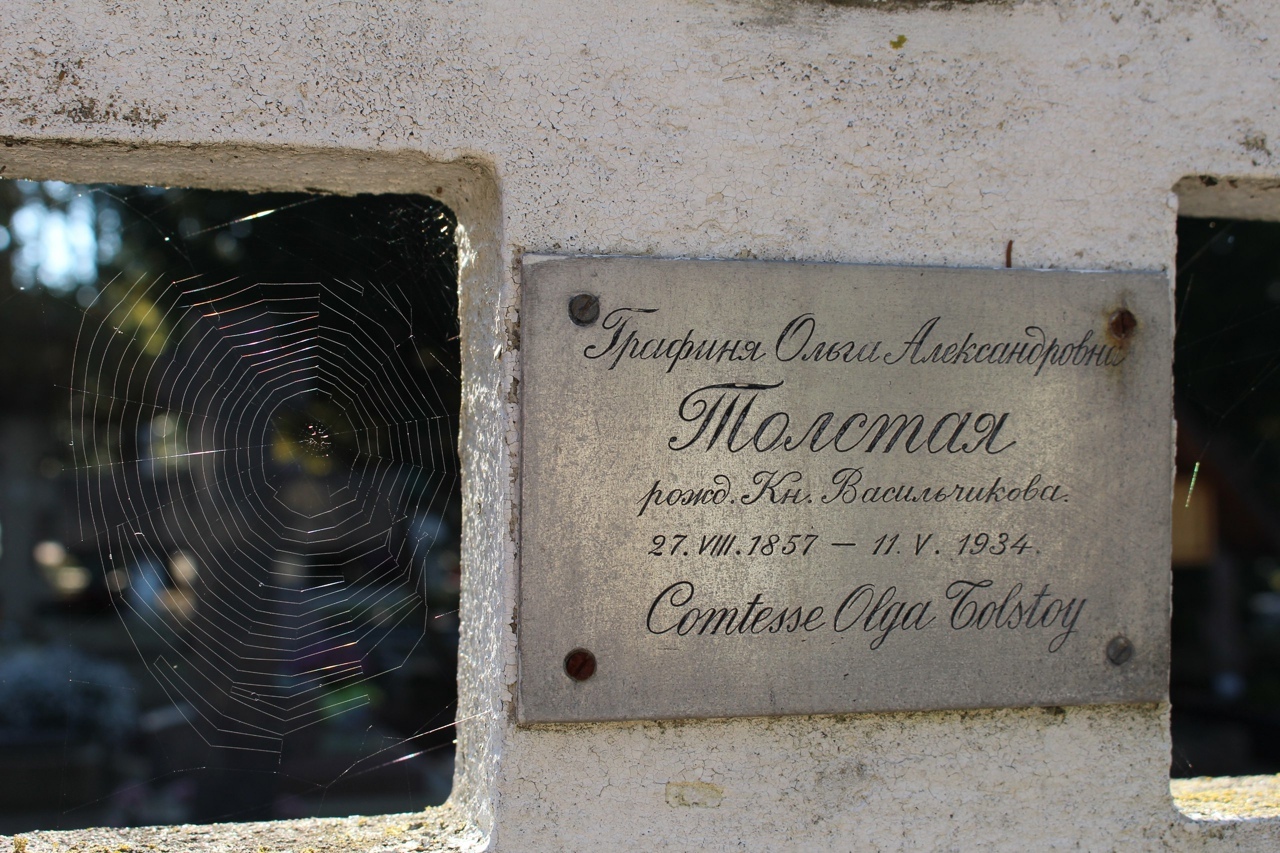 Графиня Ольга Александровна
Толстая
рожд. Кн. Васильчикова.
27. VIII. 1857 – 11. V. 1934.
Comtesse Olga Tolstoy